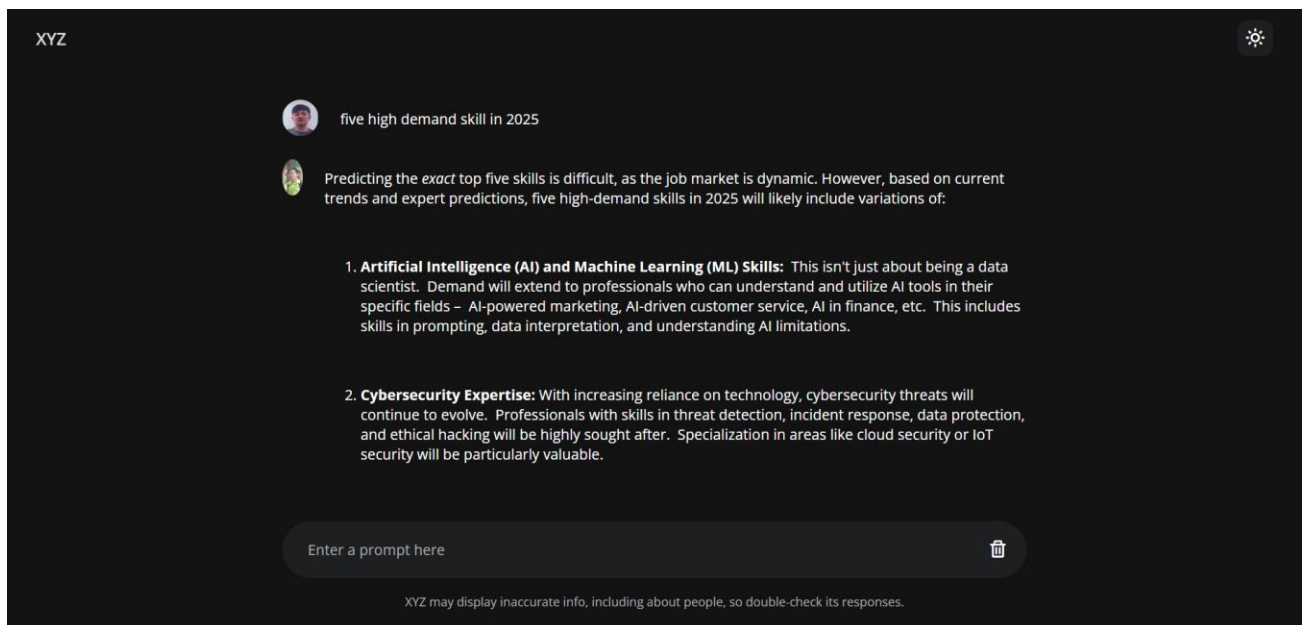 XYZ
five high demand skill in 2025
Predicting the exact top five skills is difficult, as the job market is dynamic. However, based on current
trends and expert predictions, five high-demand skills in 2025 will likely include variations of:
1. Artificial Intelligence (AI) and Machine Learning (ML) Skills: This isn't just about being a data
scientist. Demand will extend to professionals who can understand and utilize AI tools in their
specific fields – AI-powered marketing, AI-driven customer service, AI in finance, etc. This includes
skills in prompting, data interpretation, and understanding AI limitations.
2. Cybersecurity Expertise: With increasing reliance on technology, cybersecurity threats will
continue to evolve. Professionals with skills in threat detection, incident response, data protection,
and ethical hacking will be highly sought after. Specialization in areas like cloud security or IoT
security will be particularly valuable.
Enter a prompt here
XYZ may display inaccurate info, including about people, so double-check its responses.